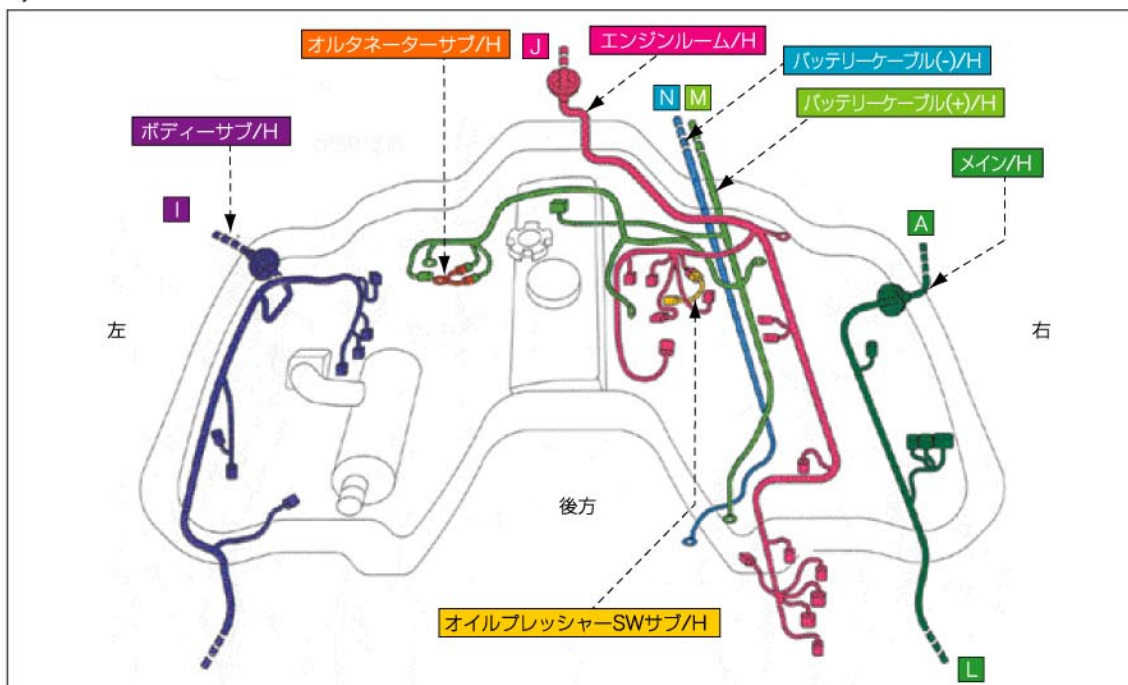 オルタネーターサブ/H
J
エンジンルーム/H
バッテリーケーブル(-)/H
N
M
バッテリーケーブル(+)/H
ボディーサブ/H
メイン/H
I
A
左
右
後方
オイルプレッシャーSWサブ/H
L